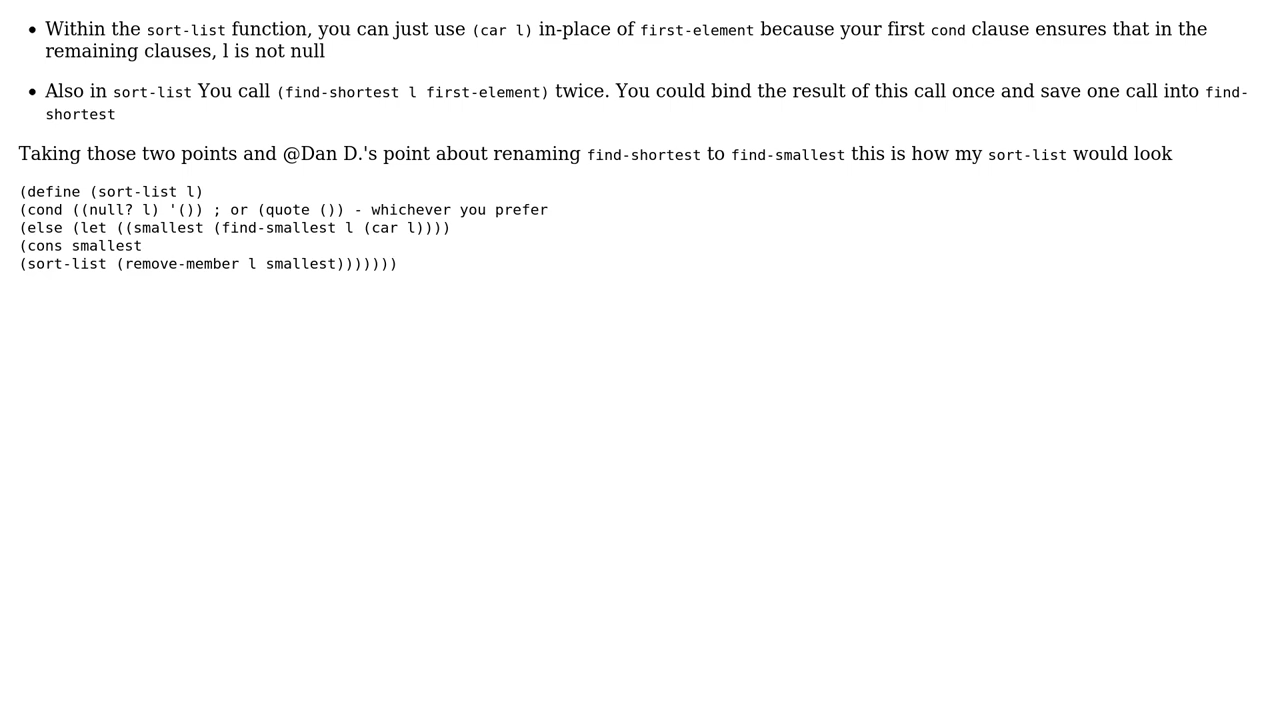 • Within the sort-list function, you can just use (car l) in-place of first-element because your first cond clause ensures that in the
remaining clauses, l is not null
• Also in sort-list You call (find-shortest l first-element) twice. You could bind the result of this call once and save one call into find-
shortest
Taking those two points and @Dan D.'s point about renaming find-shortest to find-smallest this is how my sort-list would look
(define (sort-list l)
(cond ((null? l) '()) ; or (quote ()) - whichever you prefer
(else (let ((smallest (find-smallest l (car l))))
(cons smallest
(sort-list (remove-member l smallest)))))))